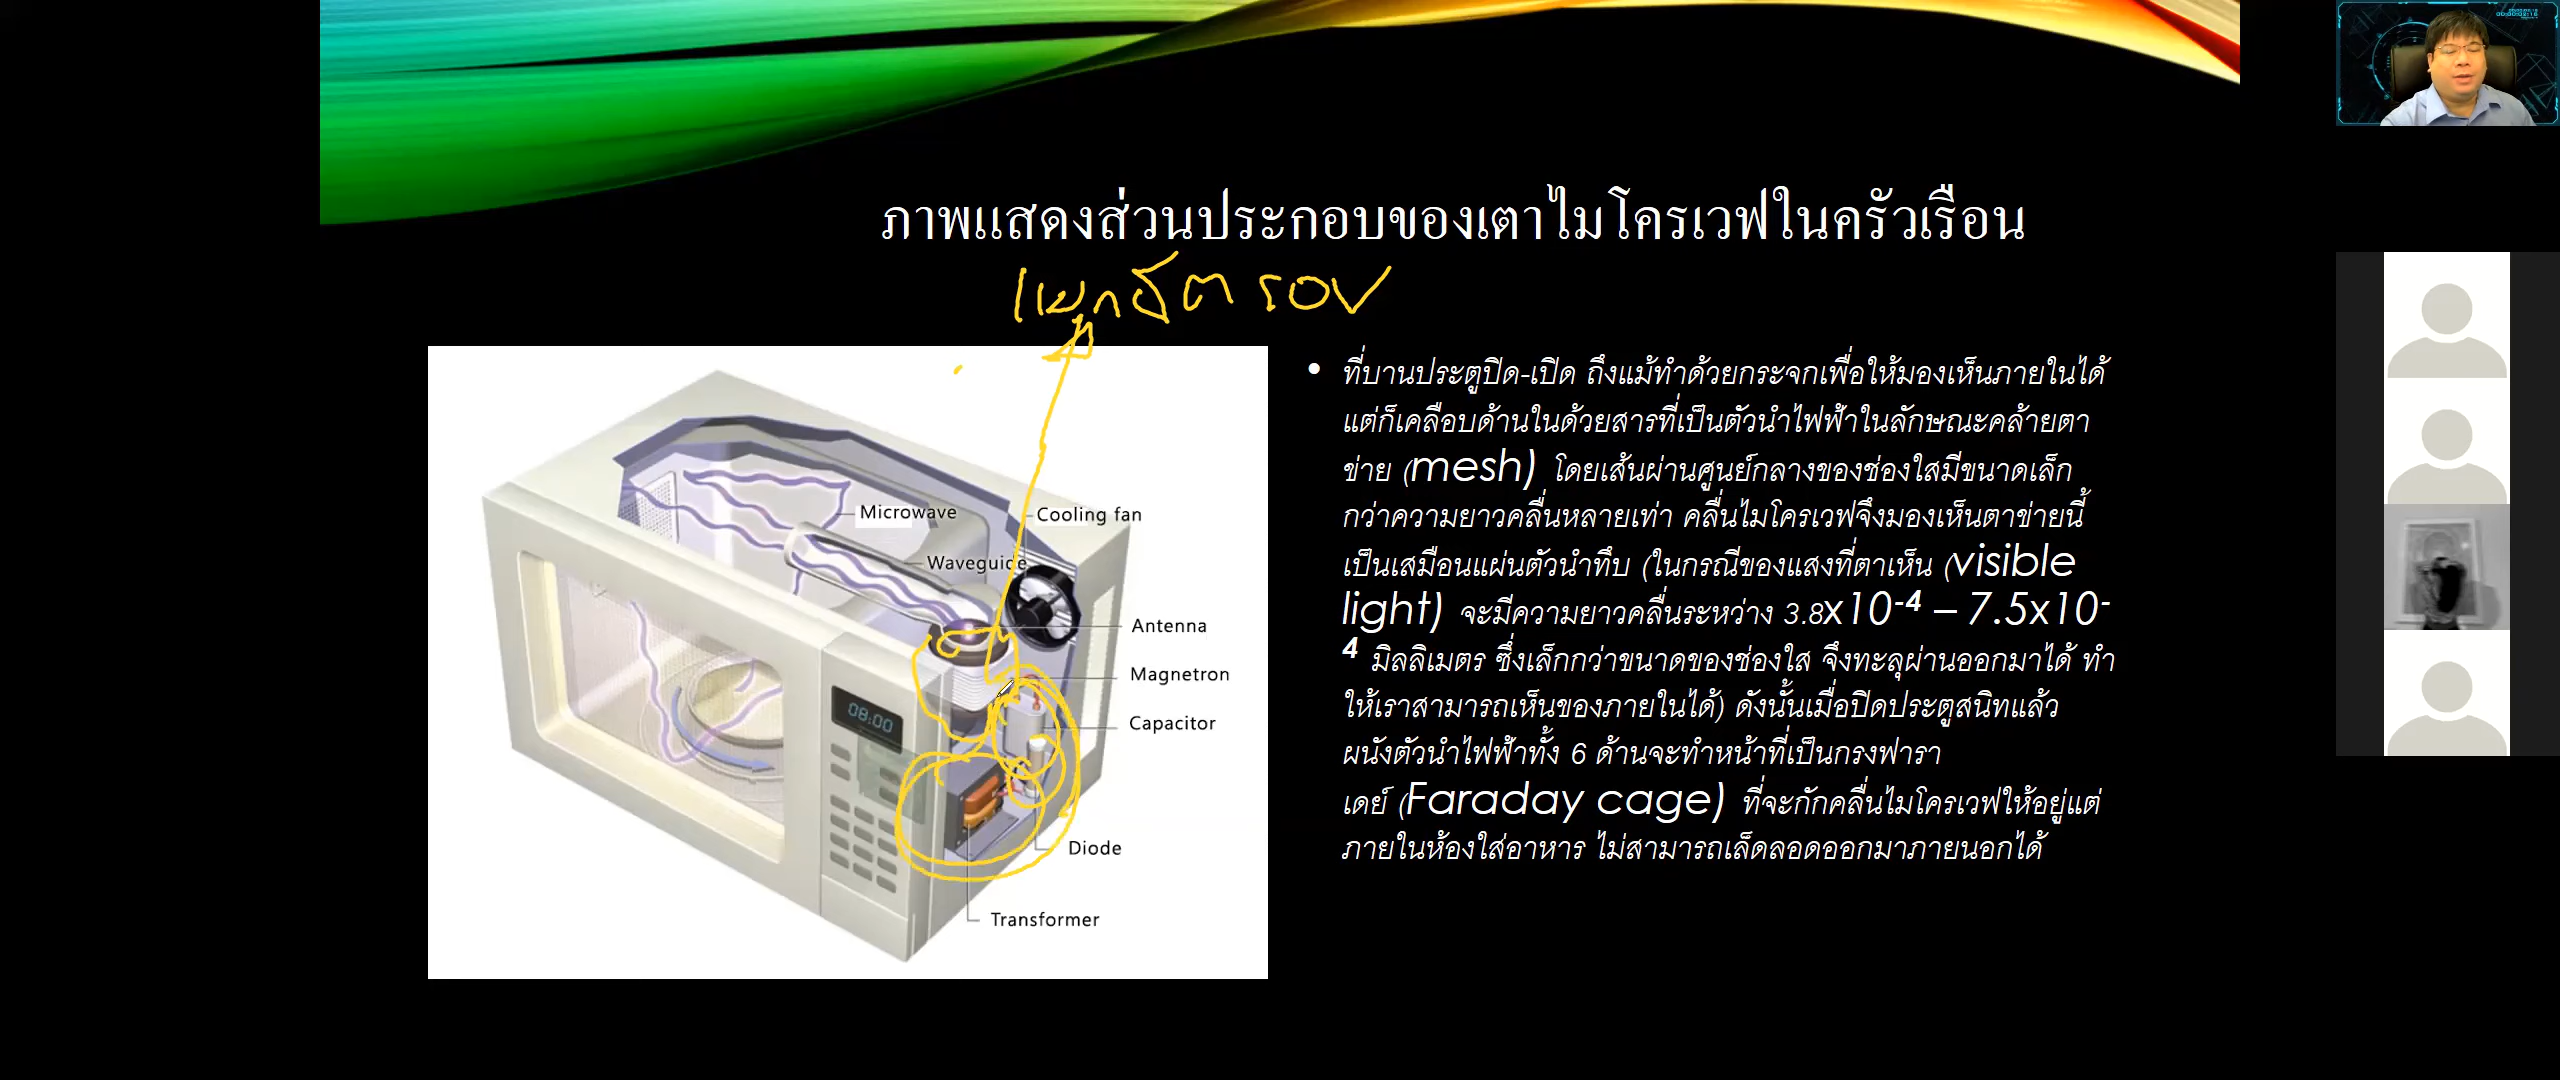 ภาพแสดงส่วนประกอบของเตาไมโครเวฟในครัวเรือน
ที่บานประตูปิด-เปิด ถึงแม้ทำด้วยกระจกเพื่อให้มองเห็นภายในได้
แต่ก็เคลือบด้านในด้วยสารที่เป็นตัวนำไฟฟ้าในลักษณะคล้ายตา
ข่าย (mesh) โดยเส้นผ่านศูนย์กลางของช่องใสมีขนาดเล็ก
กว่าความยาวคลื่นหลายเท่า คลื่นไมโครเวฟจึงมองเห็นตาข่ายนี้
เป็นเสมือนแผ่นตัวนำทึบ (ในกรณีของแสงที่ตาเห็น (visible
light) จะมีความยาวคลื่นระหว่าง 3.8x10-4 – 7.5x10-
4 มิลลิเมตร ซึ่งเล็กกว่าขนาดของช่องใส จึงทะลุผ่านออกมาได้ ทำ
ให้เราสามารถเห็นของภายในได้) ดังนั้นเมื่อปิดประตูสนิทแล้ว
ผนังตัวนำไฟฟ้าทั้ง 6 ด้านจะทำหน้าที่เป็นกรงฟารา
เดย์ (Faraday cage) ที่จะกักคลื่นไมโครเวฟให้อยู่แต่
ภายในห้องใส่อาหาร ไม่สามารถเล็ดลอดออกมาภายนอกได้
Microwave
Cooling fan
Waveguide
Antenna
Magnetron
Capacitor
08:00
Diode
Transformer